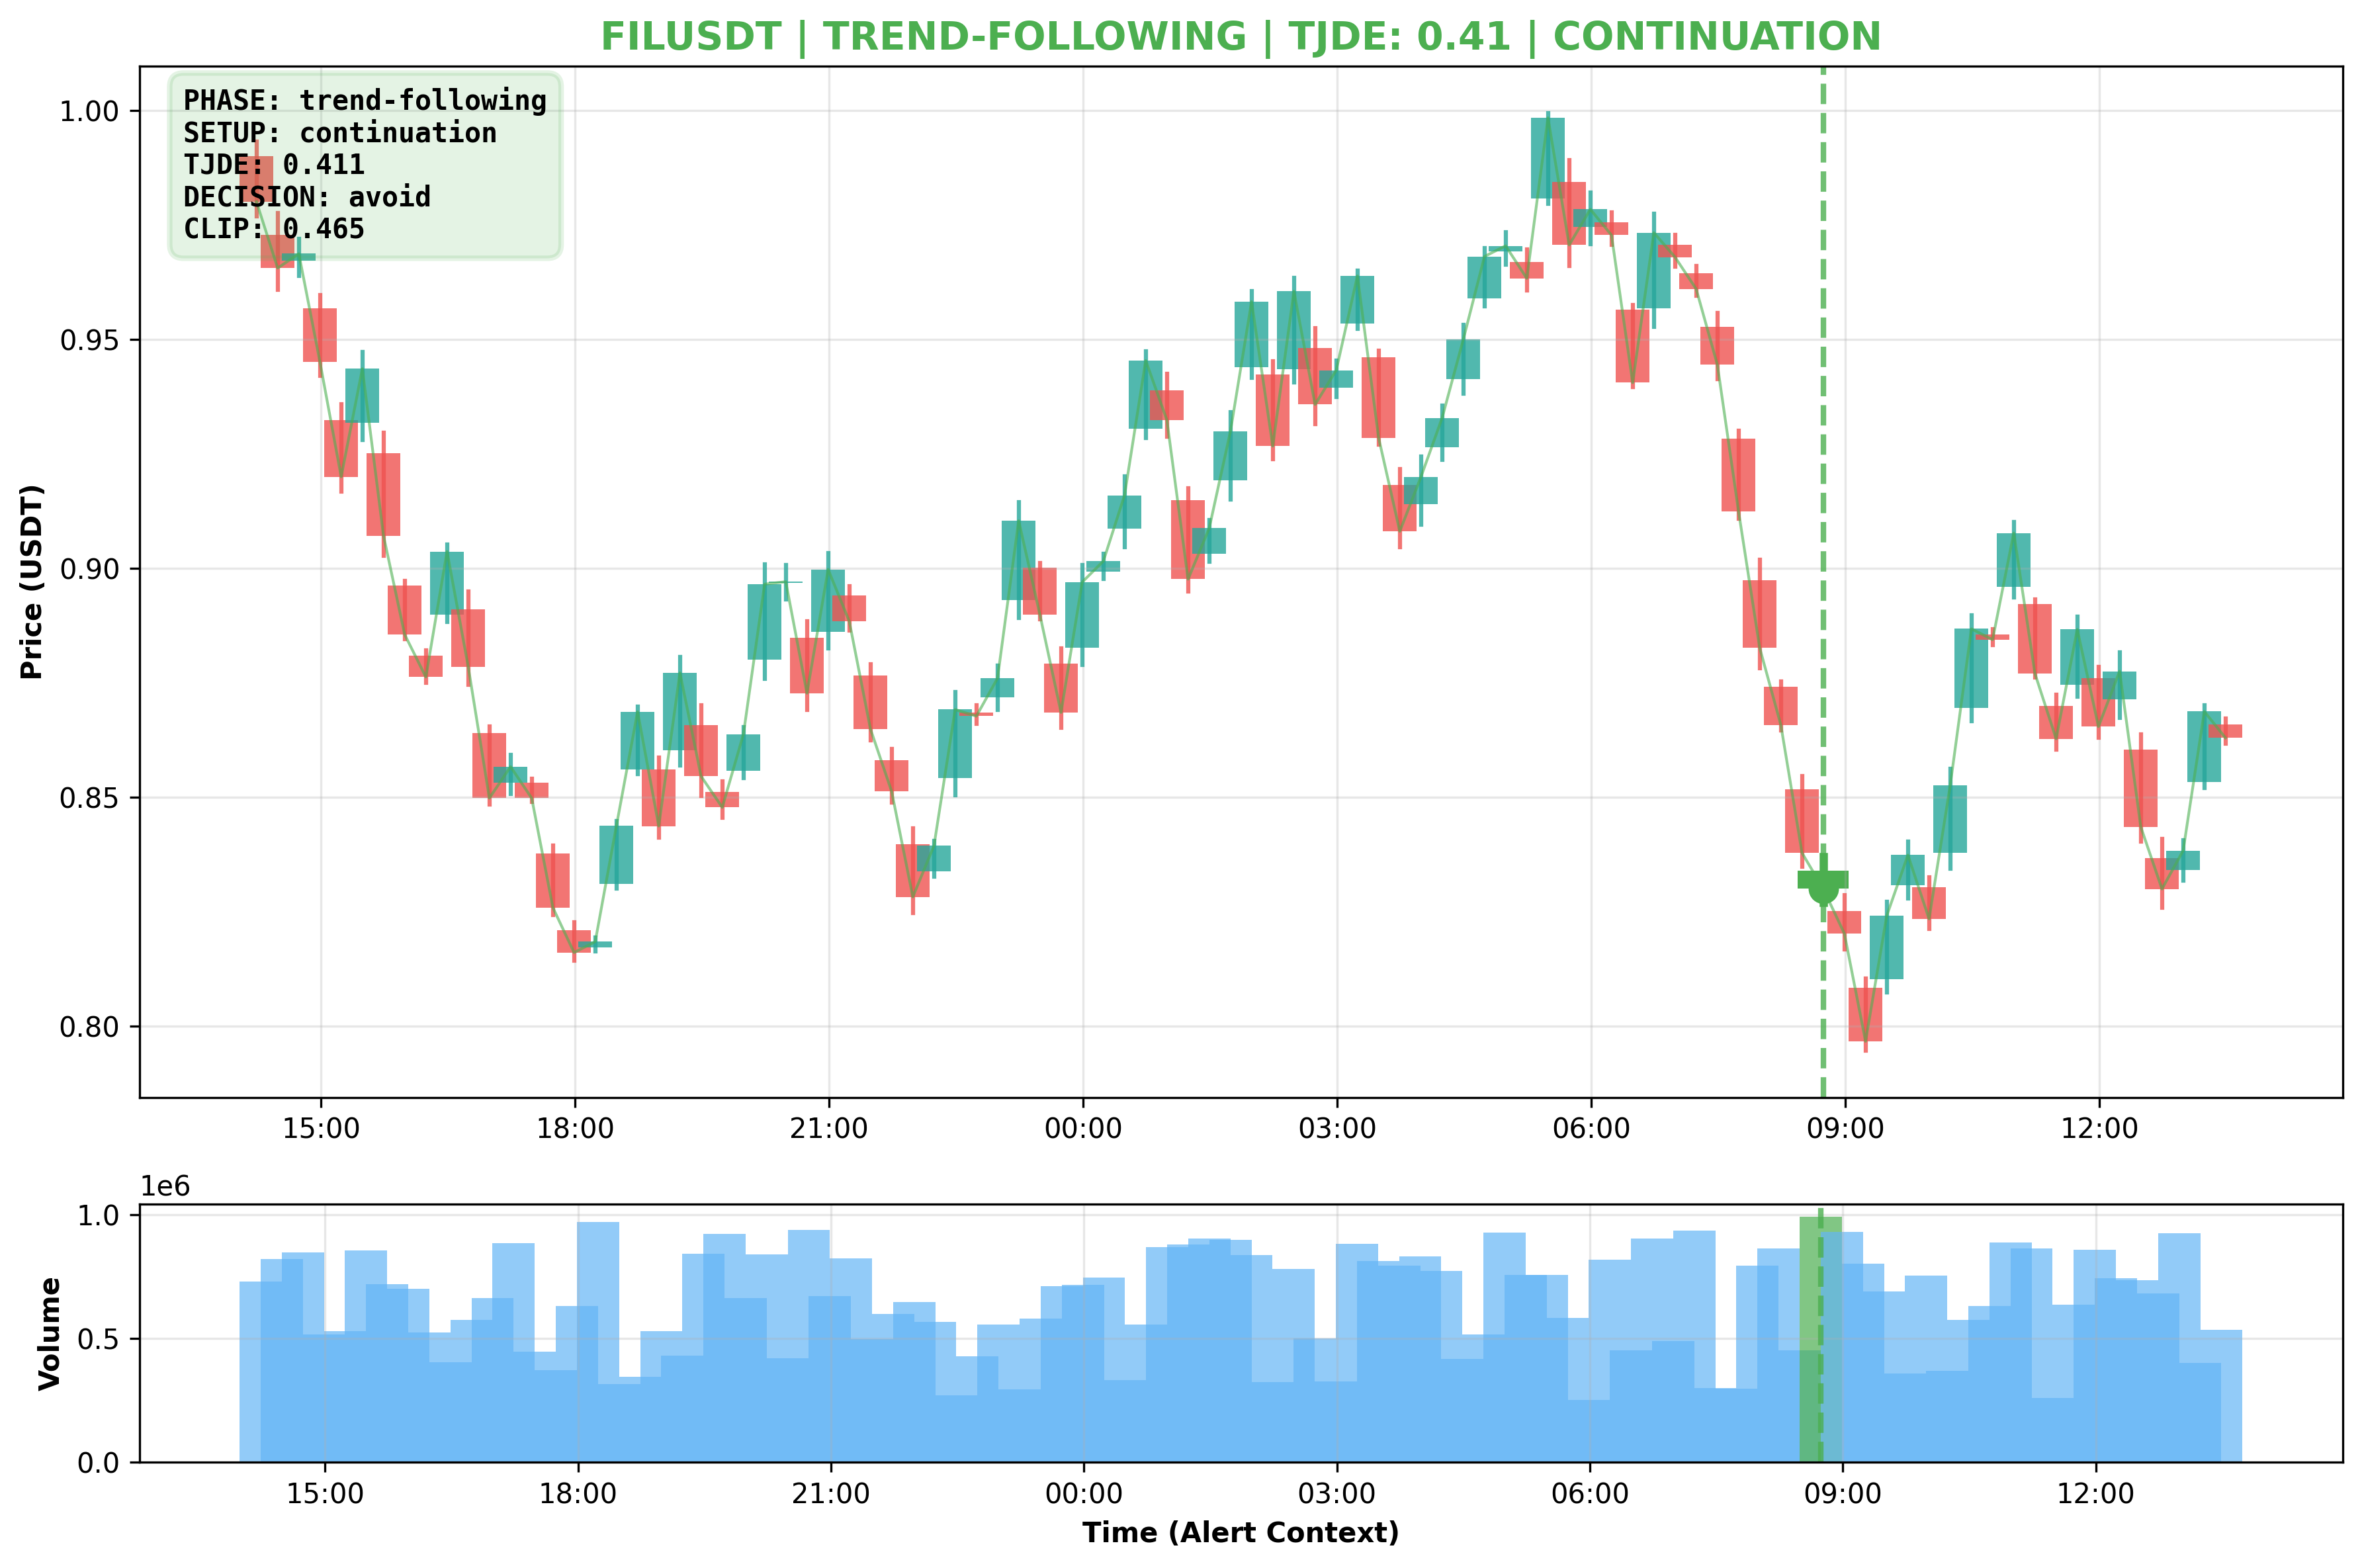 FILUSDT | TREND-FOLLOWING | TJDE: 0.41 | CONTINUATION
PHASE: trend-following
SETUP: continuation
TJDE: 0.411
DECISION: avoid
CLIP: 0.465
Price (USDT)
1.00
0.95
0.90
0.85
0.80
15:00 18:00 21:00 00:00 03:00 06:00 09:00 12:00
1e6
Volume
1.0
0.5
0.0
15:00 18:00 21:00 00:00 03:00 06:00 09:00 12:00
Time (Alert Context)